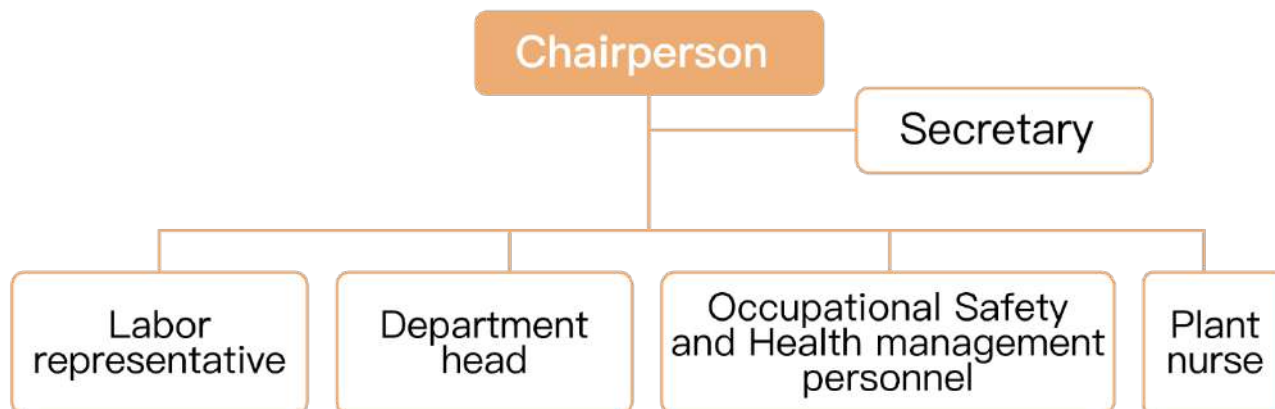 Chairperson
Secretary
Labor
representative
Department
head
Occupational Safety
and Health management
personnel
Plant
nurse